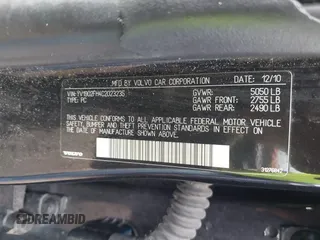 MFD. BY VOLVO CAR CORPORATION DATE: 12/10
VIN: GVWR: 5050 LB
TYPE: PC GAWR FRONT: 2755 LB
GAWR REAR: 2490 LB
THIS VEHICLE CONFORMS TO ALL APPLICABLE FEDERAL MOTOR VEHICLE
SAFETY, BUMPER AND THEFT PREVENTION STANDARDS IN EFFECT ON THE
DATE OF MANUFACTURE SHOWN ABOVE.
VOLVO
DREAMBID